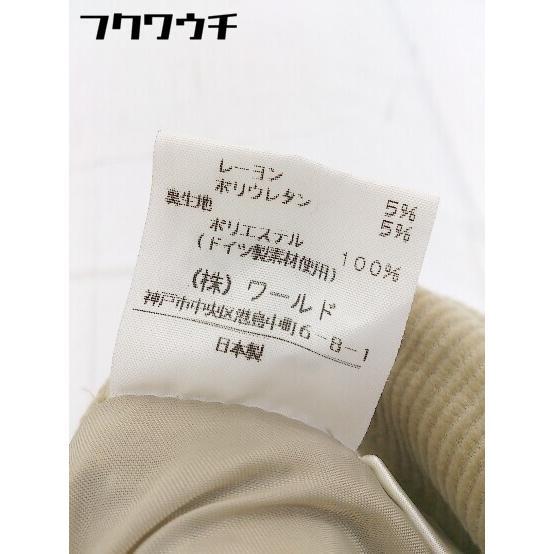 フクワウチ
レーヨン 5%
ポリウレタン 5%
裏生地
ポリエステル 100%
(ドイツ製素材使用)
(株) ワールド
神戸市中央区港島中町6-8-1
日本製